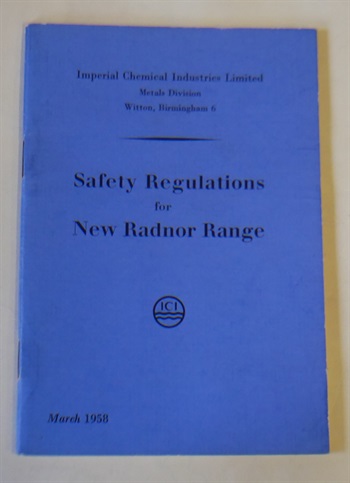 Imperial Chemical Industries Limited
Metals Division
Witton, Birmingham 6
Safety Regulations
for
New Radnor Range
ICI
March 1958